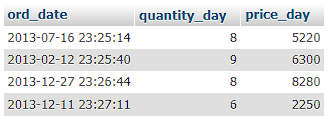 ord_date quantity_day price_day
2013-07-16 23:25:14 8 5220
2013-02-12 23:25:40 9 6300
2013-12-27 23:26:44 8 8280
2013-12-11 23:27:11 6 2250